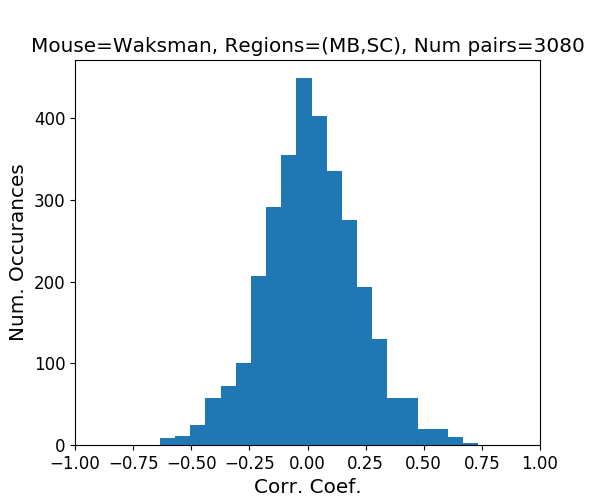 Mouse=Waksman, Regions=(MB,SC), Num pairs=3080
Num. Occurances
400
300
200
100
0
−1.00 −0.75 −0.50 −0.25 0.00 0.25 0.50 0.75 1.00
Corr. Coef.